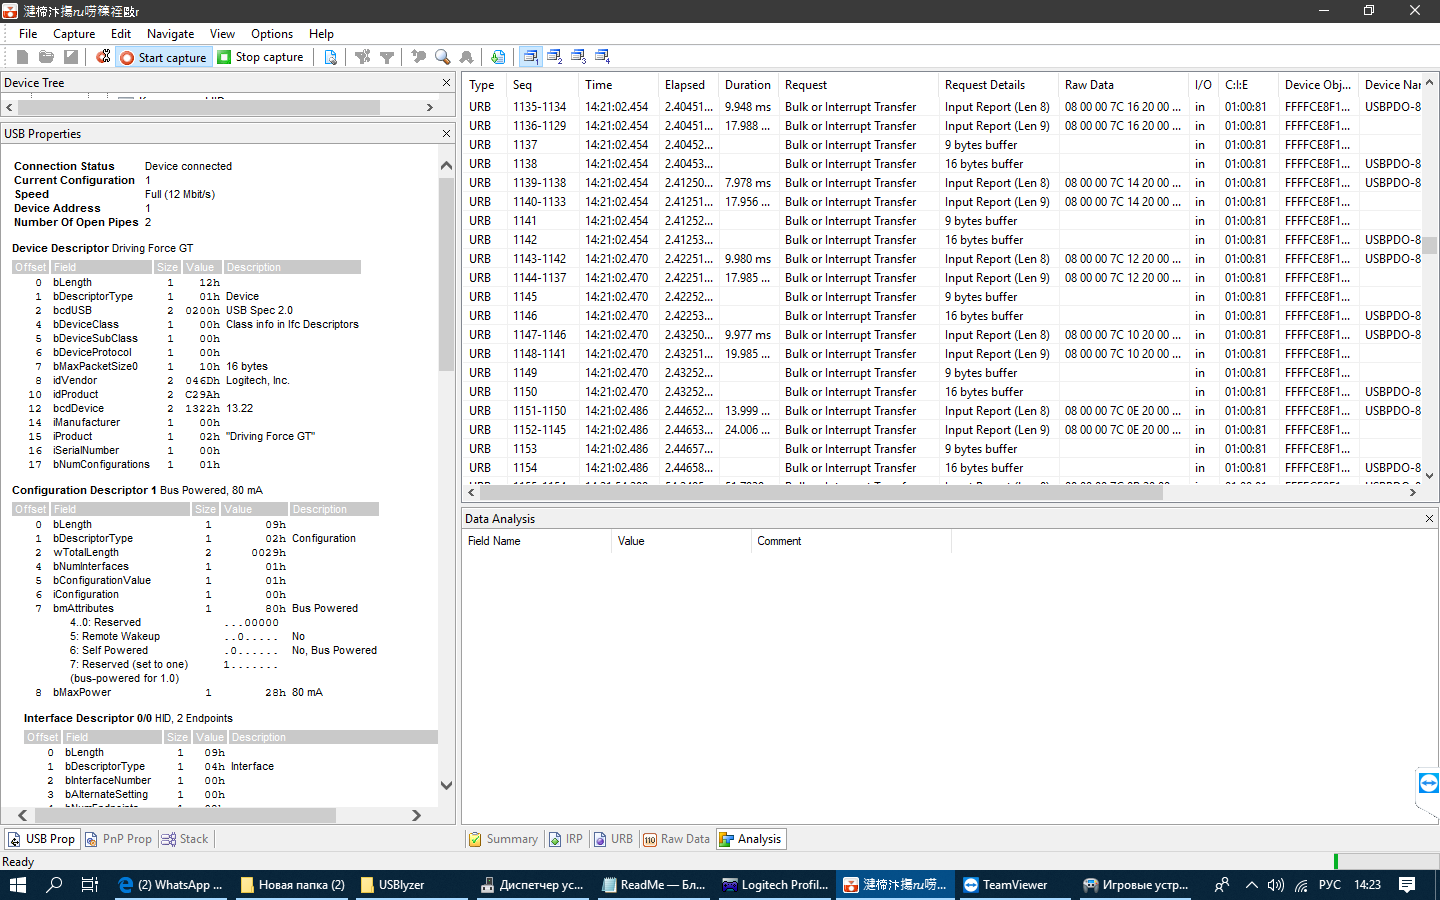 File Capture Edit Navigate View Options Help
Start capture Stop capture
Device Tree
USB Properties
Connection Status Device connected
Current Configuration 1
Speed Full (12 Mbit/s)
Device Address 1
Number Of Open Pipes 2
Device Descriptor Driving Force GT
Offset Field Size Value Description
0 bLength 1 12h
1 bDescriptorType 1 01h Device
2 bcdUSB 2 0200h USB Spec 2.0
4 bDeviceClass 1 00h Class info in Ifc Descriptors
5 bDeviceSubClass 1 00h
6 bDeviceProtocol 1 00h
7 bMaxPacketSize0 1 10h 16 bytes
8 idVendor 2 046Dh Logitech, Inc.
10 idProduct 2 C29Ah
12 bcdDevice 2 1322h 13.22
14 iManufacturer 1 00h
15 iProduct 1 02h "Driving Force GT"
16 iSerialNumber 1 00h
17 bNumConfigurations 1 01h
Configuration Descriptor 1 Bus Powered, 80 mA
Offset Field Size Value Description
0 bLength 1 09h
1 bDescriptorType 1 02h Configuration
2 wTotalLength 2 0029h
4 bNumInterfaces 1 01h
5 bConfigurationValue 1 01h
6 iConfiguration 1 00h
7 bmAttributes 1 80h Bus Powered
4..0: Reserved ...00000
5: Remote Wakeup ..0..... No
6: Self Powered .0...... No, Bus Powered
7: Reserved (set to one) 1.......
(bus-powered for 1.0)
8 bMaxPower 1 28h 80 mA
Interface Descriptor 0/0 HID, 2 Endpoints
Offset Field Size Value Description
0 bLength 1 09h
1 bDescriptorType 1 04h Interface
2 bInterfaceNumber 1 00h
3 bAlternateSetting 1 00h
USB Prop PnP Prop Stack
Type Seq Time Elapsed Duration Request Request Details Raw Data I/O C:I:E Device Obj... Device Nar
URB 1135-1134 14:21:02.454 2.40451... 9.948 ms Bulk or Interrupt Transfer Input Report (Len 8) 08 00 00 7C 16 20 00 ... in 01:00:81 FFFFCE8F1... USBPDO-8
URB 1136-1129 14:21:02.454 2.40451... 17.988 ... Bulk or Interrupt Transfer Input Report (Len 9) 08 00 00 7C 16 20 00 ... in 01:00:81 FFFFCE8F1...
URB 1137 14:21:02.454 2.40452... Bulk or Interrupt Transfer 9 bytes buffer in 01:00:81 FFFFCE8F1...
URB 1138 14:21:02.454 2.40453... Bulk or Interrupt Transfer 16 bytes buffer in 01:00:81 FFFFCE8F1... USBPDO-8
URB 1139-1138 14:21:02.454 2.41250... 7.978 ms Bulk or Interrupt Transfer Input Report (Len 8) 08 00 00 7C 14 20 00 ... in 01:00:81 FFFFCE8F1... USBPDO-8
URB 1140-1133 14:21:02.454 2.41251... 17.956 ... Bulk or Interrupt Transfer Input Report (Len 9) 08 00 00 7C 14 20 00 ... in 01:00:81 FFFFCE8F1...
URB 1141 14:21:02.454 2.41252... Bulk or Interrupt Transfer 9 bytes buffer in 01:00:81 FFFFCE8F1...
URB 1142 14:21:02.454 2.41253... Bulk or Interrupt Transfer 16 bytes buffer in 01:00:81 FFFFCE8F1... USBPDO-8
URB 1143-1142 14:21:02.470 2.42251... 9.980 ms Bulk or Interrupt Transfer Input Report (Len 8) 08 00 00 7C 12 20 00 ... in 01:00:81 FFFFCE8F1... USBPDO-8
URB 1144-1137 14:21:02.470 2.42251... 17.985 ... Bulk or Interrupt Transfer Input Report (Len 9) 08 00 00 7C 12 20 00 ... in 01:00:81 FFFFCE8F1...
URB 1145 14:21:02.470 2.42252... Bulk or Interrupt Transfer 9 bytes buffer in 01:00:81 FFFFCE8F1...
URB 1146 14:21:02.470 2.42253... Bulk or Interrupt Transfer 16 bytes buffer in 01:00:81 FFFFCE8F1... USBPDO-8
URB 1147-1146 14:21:02.470 2.43250... 9.977 ms Bulk or Interrupt Transfer Input Report (Len 8) 08 00 00 7C 10 20 00 ... in 01:00:81 FFFFCE8F1... USBPDO-8
URB 1148-1141 14:21:02.470 2.43251... 19.985 ... Bulk or Interrupt Transfer Input Report (Len 9) 08 00 00 7C 10 20 00 ... in 01:00:81 FFFFCE8F1...
URB 1149 14:21:02.470 2.43252... Bulk or Interrupt Transfer 9 bytes buffer in 01:00:81 FFFFCE8F1...
URB 1150 14:21:02.470 2.43252... Bulk or Interrupt Transfer 16 bytes buffer in 01:00:81 FFFFCE8F1... USBPDO-8
URB 1151-1150 14:21:02.486 2.44652... 13.999 ... Bulk or Interrupt Transfer Input Report (Len 8) 08 00 00 7C 0E 20 00 ... in 01:00:81 FFFFCE8F1... USBPDO-8
URB 1152-1145 14:21:02.486 2.44653... 24.006 ... Bulk or Interrupt Transfer Input Report (Len 9) 08 00 00 7C 0E 20 00 ... in 01:00:81 FFFFCE8F1...
URB 1153 14:21:02.486 2.44657... Bulk or Interrupt Transfer 9 bytes buffer in 01:00:81 FFFFCE8F1...
URB 1154 14:21:02.486 2.44658... Bulk or Interrupt Transfer 16 bytes buffer in 01:00:81 FFFFCE8F1... USBPDO-8
Data Analysis
Field Name Value Comment
Summary IRP URB Raw Data Analysis
Ready
(2) WhatsApp ... Новая папка (2) USBlyzer Диспетчер ус... ReadMe — Бл... Logitech Profil... TeamViewer Игровые устр... РУС 14:23